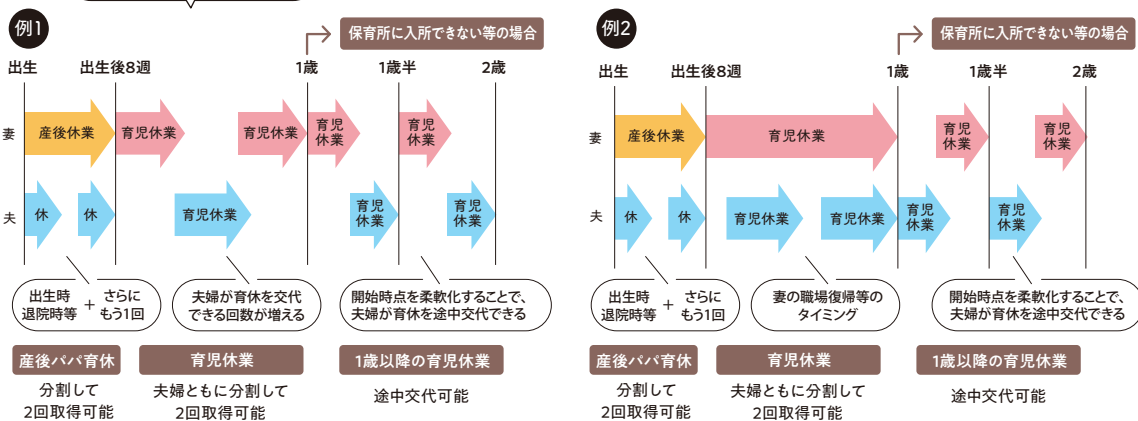 例1
保育所に入所できない等の場合
出生
出生後8週
1歳
1歳半
2歳
妻
産後休業
育児休業
育児休業
育児
休業
育児
休業
夫
休
休
育児休業
育児
休業
育児
休業
出生時
退院時等
+
さらに
もう1回
夫婦が育休を交代
できる回数が増える
開始時点を柔軟化することで、
夫婦が育休を途中交代できる
産後パパ育休
育児休業
1歳以降の育児休業
分割して
2回取得可能
夫婦ともに分割して
2回取得可能
途中交代可能
例2
保育所に入所できない等の場合
出生
出生後8週
1歳
1歳半
2歳
妻
産後休業
育児休業
育児
休業
育児
休業
夫
休
休
育児休業
育児休業
育児
休業
育児
休業
出生時
退院時等
+
さらに
もう1回
妻の職場復帰等の
タイミング
開始時点を柔軟化することで、
夫婦が育休を途中交代できる
産後パパ育休
育児休業
1歳以降の育児休業
分割して
2回取得可能
夫婦ともに分割して
2回取得可能
途中交代可能